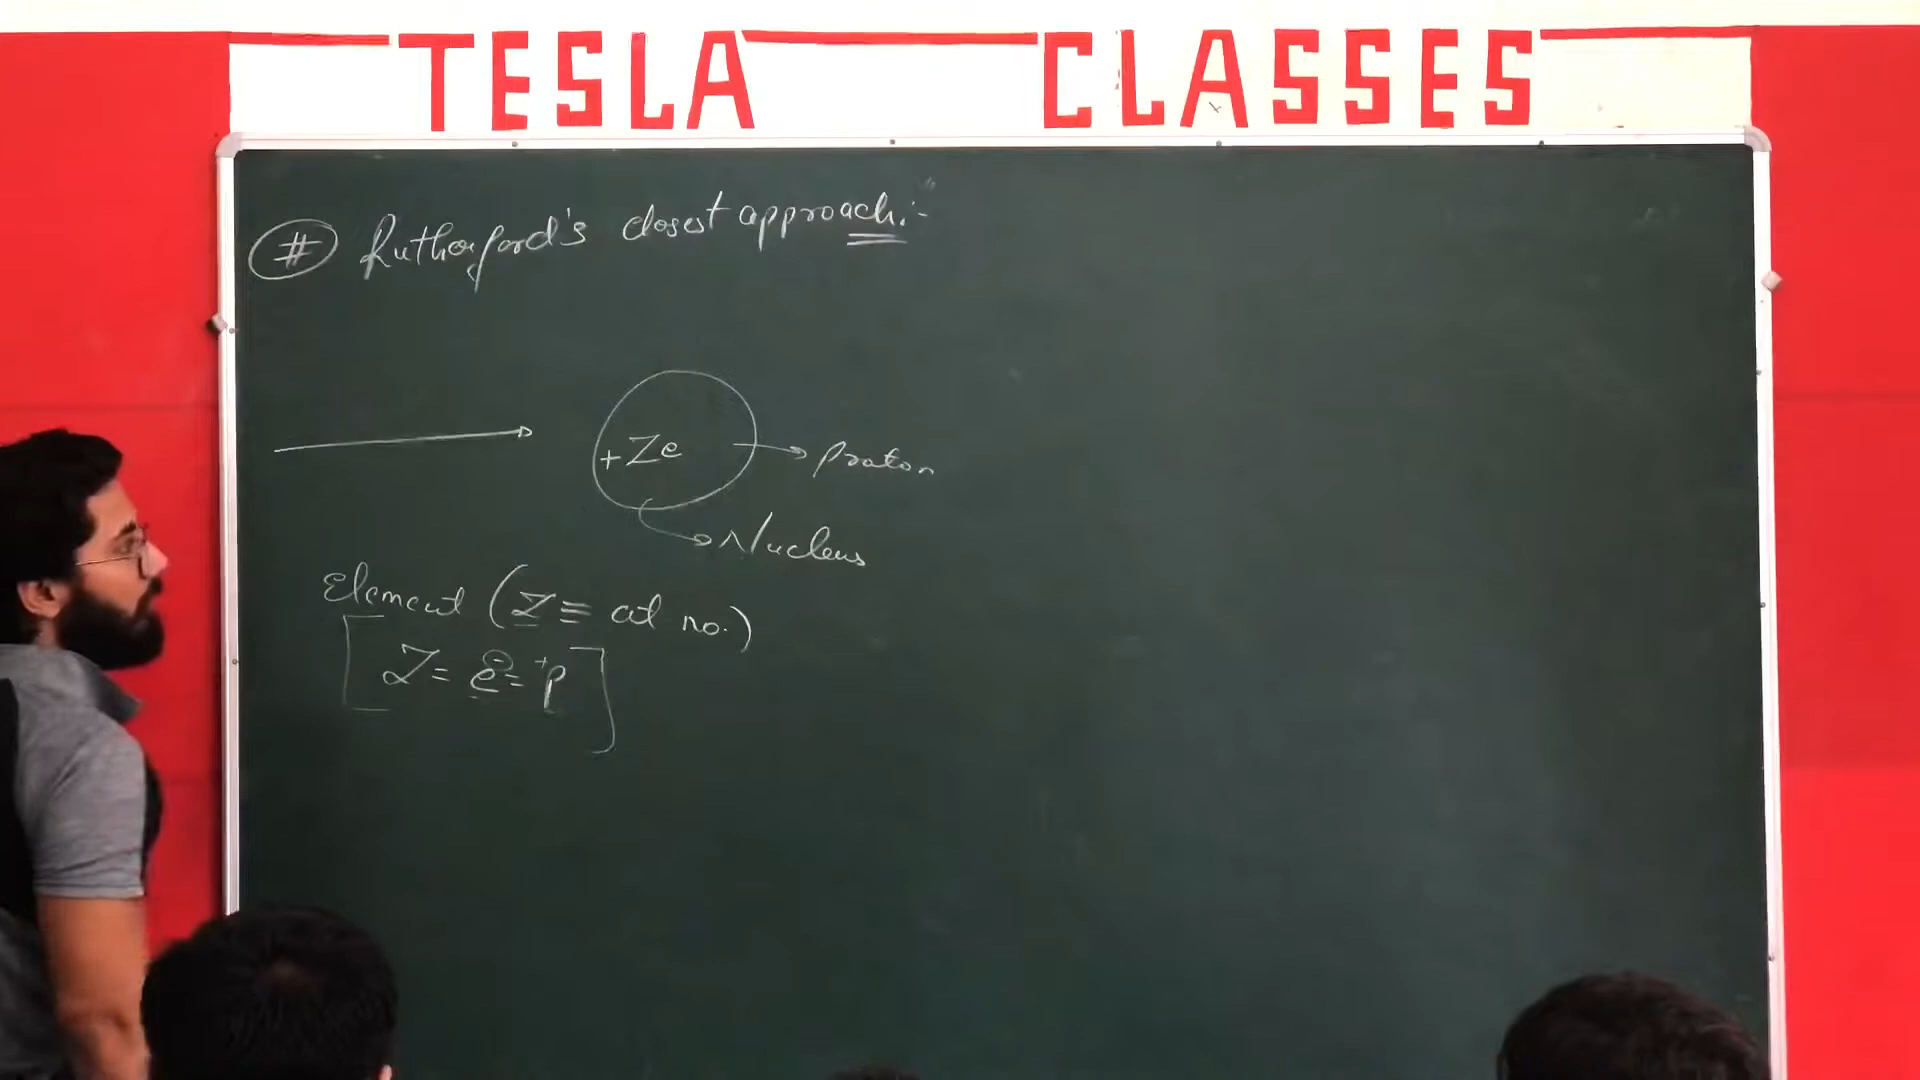 TESLA CLASSES
# Rutherford's closest approach :-
+Ze → proton
→ Nucleus
Element (Z ≡ at no.)
[Z = e⁻ = ⁺p]